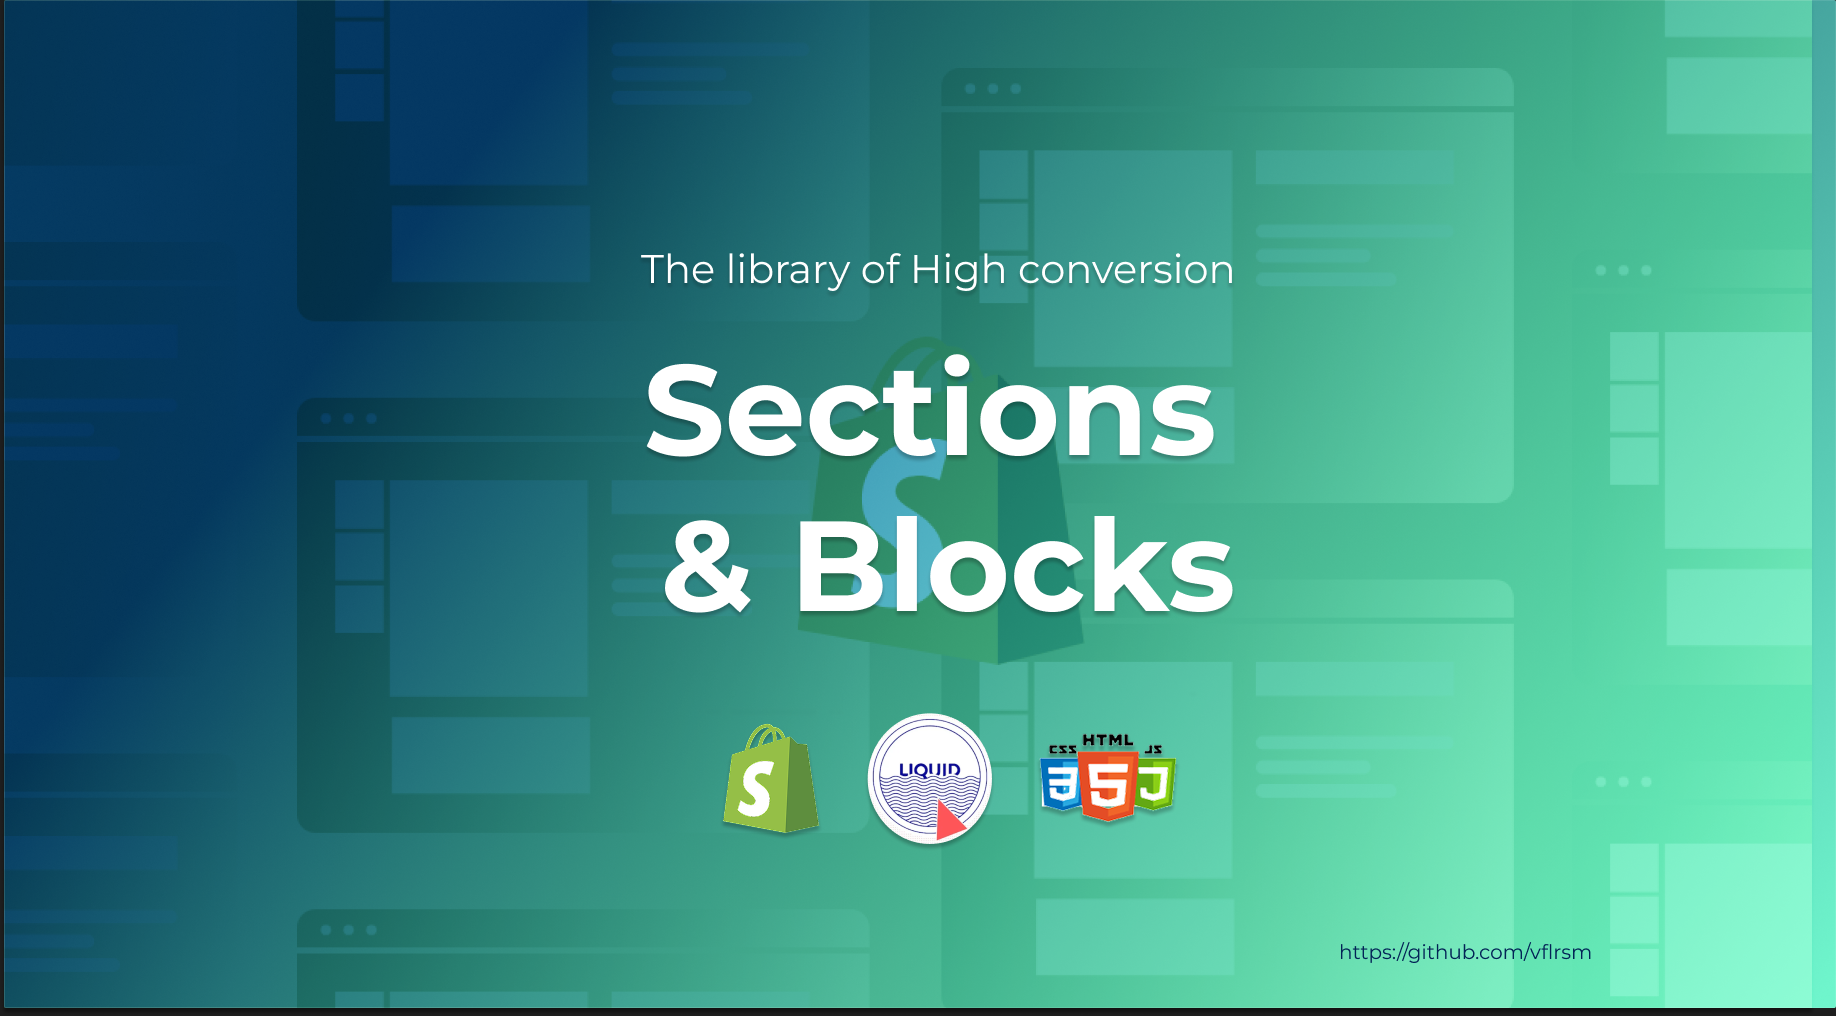 The library of High conversion
Sections
& Blocks
LIQUID
CSS HTML JS
https://github.com/vflrsm